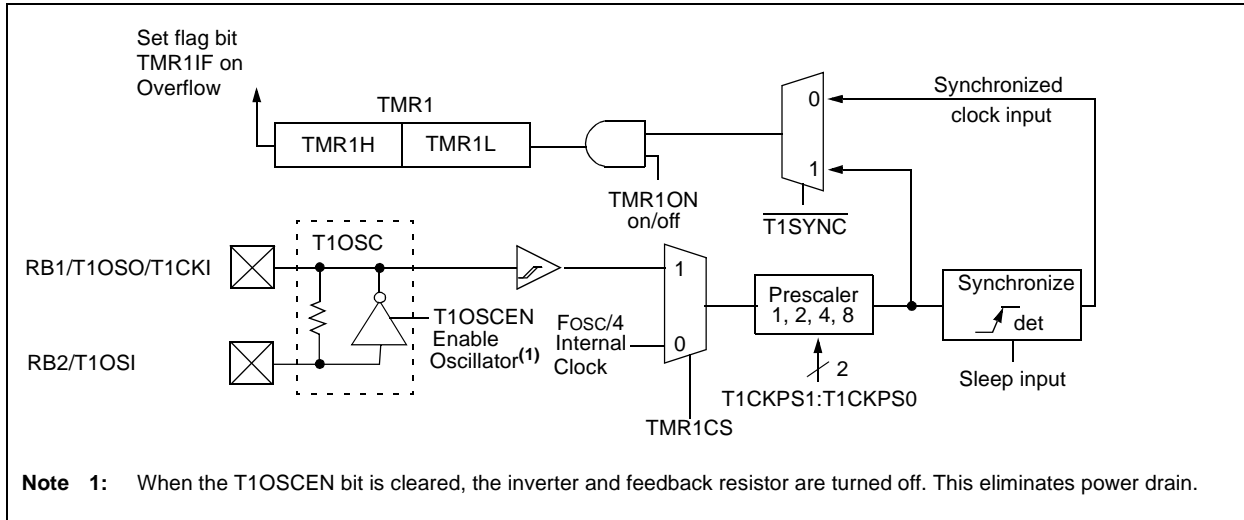 Set flag bit
TMR1IF on
Overflow
TMR1
TMR1H
TMR1L
0
1
Synchronized
clock input
TMR1ON
on/off
T1SYNC
T1OSC
RB1/T1OSO/T1CKI
1
Prescaler
1, 2, 4, 8
Synchronize
det
T1OSCEN
Enable
Oscillator(1)
FOSC/4
Internal
Clock
0
RB2/T1OSI
2
Sleep input
T1CKPS1:T1CKPS0
TMR1CS
Note 1: When the T1OSCEN bit is cleared, the inverter and feedback resistor are turned off. This eliminates power drain.